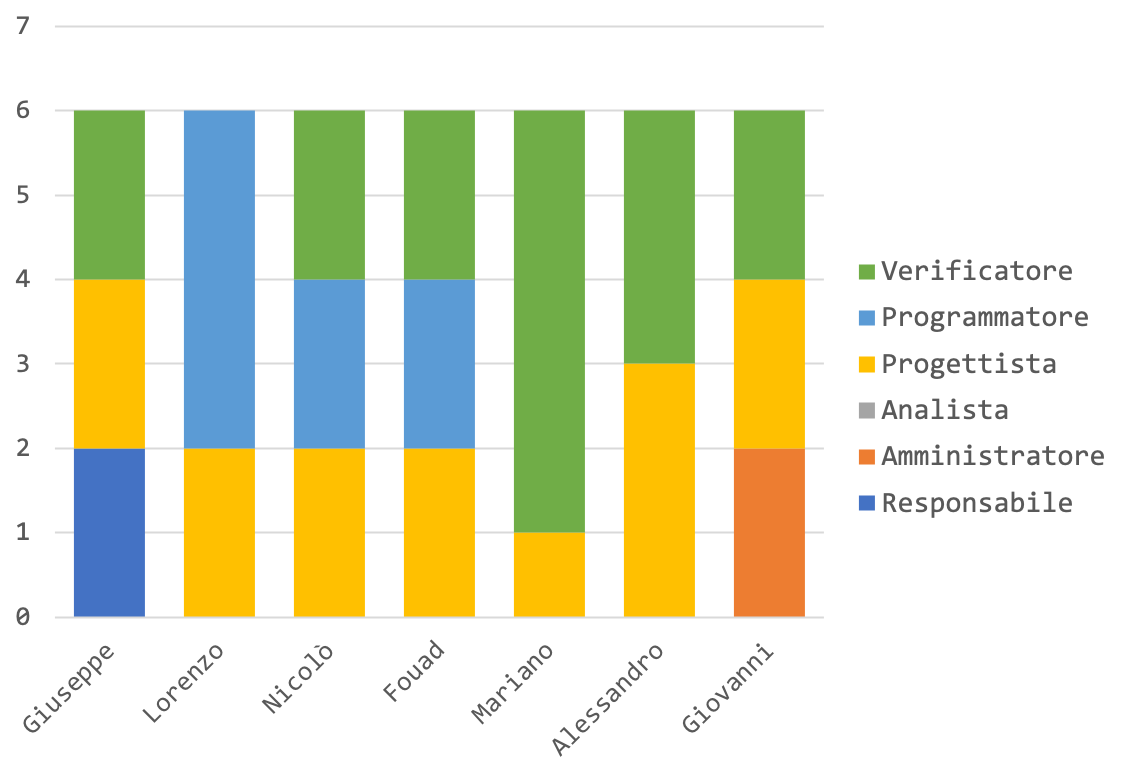 7
6
5
4
3
2
1
0
Giuseppe
Lorenzo
Nicolò
Fouad
Mariano
Alessandro
Giovanni
Verificatore
Programmatore
Progettista
Analista
Amministratore
Responsabile